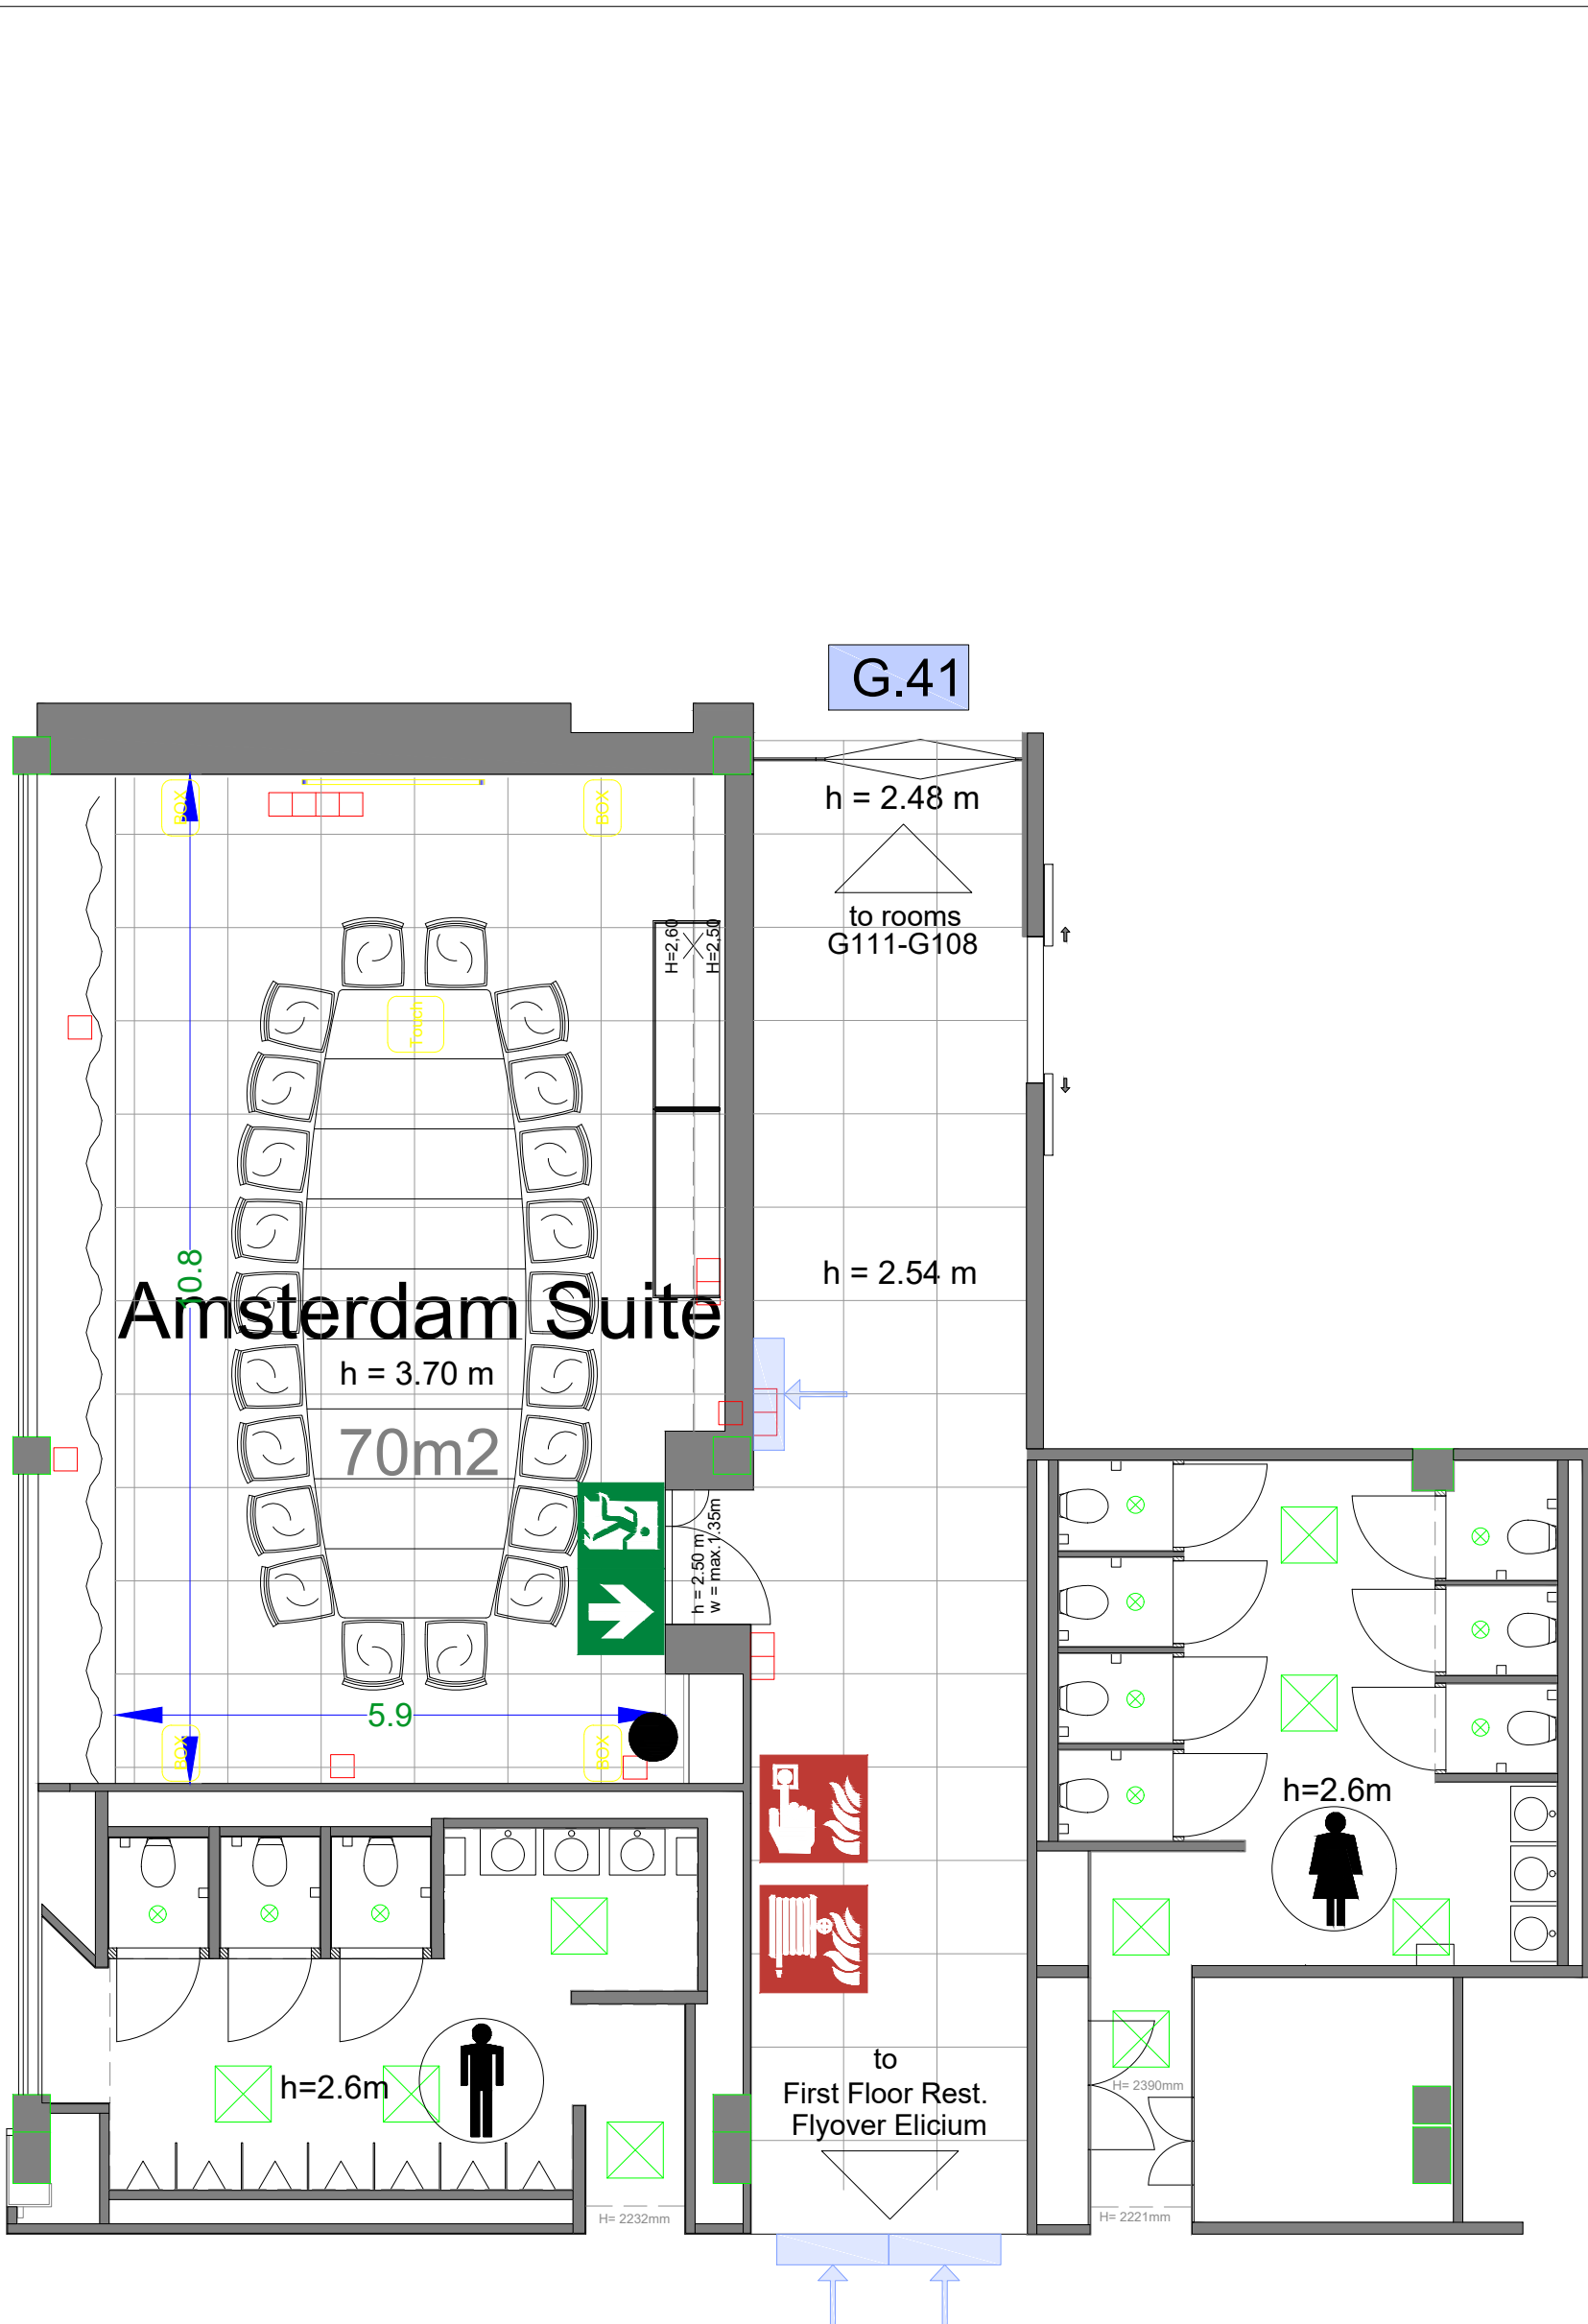 G.41
h = 2.48 m
to rooms
G111-G108
BOX
BOX
H=2,60
H=2,50
Touch
10.8
h = 2.54 m
Amsterdam Suite
h = 3.70 m
70m2
h = 2.50 m
w = max.1.35m
5.9
BOX
BOX
h=2.6m
h=2.6m
to
First Floor Rest.
Flyover Elicium
H= 2390mm
H= 2232mm
H= 2221mm